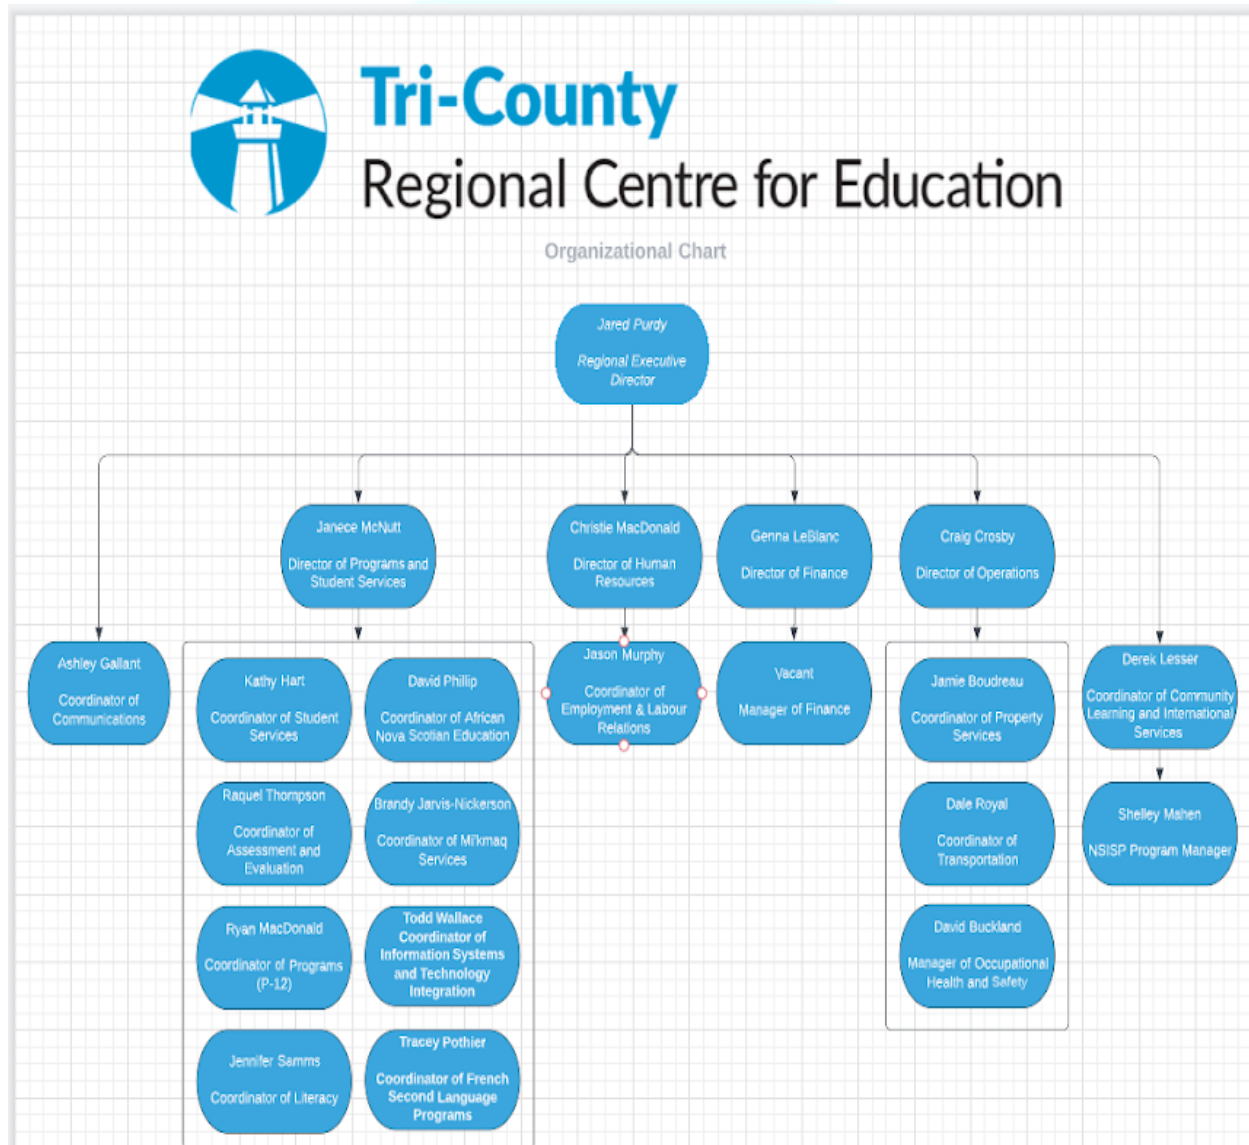 Tri-County
Regional Centre for Education
Organizational Chart
Jared Purdy
Regional Executive
Director
Janece McNutt
Director of Programs and
Student Services
Christie MacDonald
Director of Human
Resources
Genna LeBlanc
Director of Finance
Craig Crosby
Director of Operations
Ashley Gallant
Coordinator of
Communications
Kathy Hart
Coordinator of Student
Services
David Phillip
Coordinator of African
Nova Scotian Education
Jason Murphy
Coordinator of
Employment & Labour
Relations
Vacant
Manager of Finance
Jamie Boudreau
Coordinator of Property
Services
Derek Lesser
Coordinator of Community
Learning and International
Services
Raquel Thompson
Coordinator of
Assessment and
Evaluation
Brandy Jarvis-Nickerson
Coordinator of Mi'kmaq
Services
Dale Royal
Coordinator of
Transportation
Shelley Mahen
NSISP Program Manager
Ryan MacDonald
Coordinator of Programs
(P-12)
Todd Wallace
Coordinator of
Information Systems
and Technology
Integration
David Buckland
Manager of Occupational
Health and Safety
Jennifer Samms
Coordinator of Literacy
Tracey Pothier
Coordinator of French
Second Language
Programs